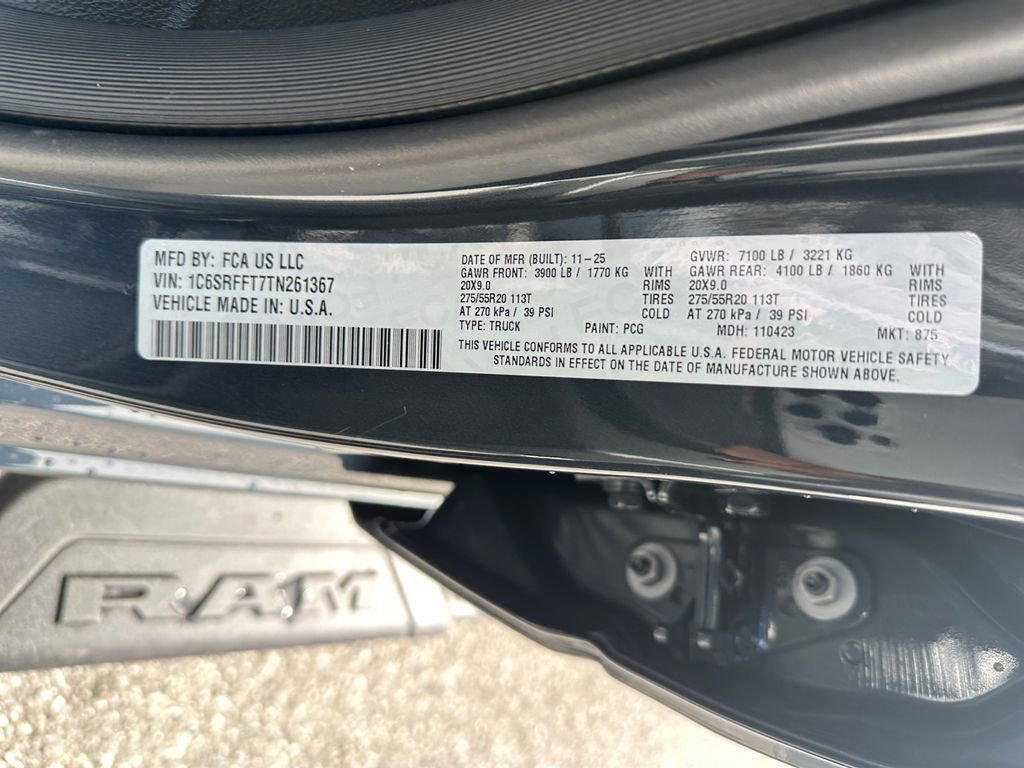 MFD BY: FCA US LLC
VIN: 1C6SRFFT7TN261367
VEHICLE MADE IN: U.S.A.
DATE OF MFR (BUILT): 11-25
GAWR FRONT: 3900 LB / 1770 KG WITH
20X9.0 RIMS
275/55R20 113T TIRES
AT 270 kPa / 39 PSI COLD
TYPE: TRUCK PAINT: PCG
GVWR: 7100 LB / 3221 KG
GAWR REAR: 4100 LB / 1860 KG WITH
20X9.0 RIMS
275/55R20 113T TIRES
AT 270 kPa / 39 PSI COLD
MDH: 110423 MKT: 875
THIS VEHICLE CONFORMS TO ALL APPLICABLE U.S.A. FEDERAL MOTOR VEHICLE SAFETY
STANDARDS IN EFFECT ON THE DATE OF MANUFACTURE SHOWN ABOVE.
RAM